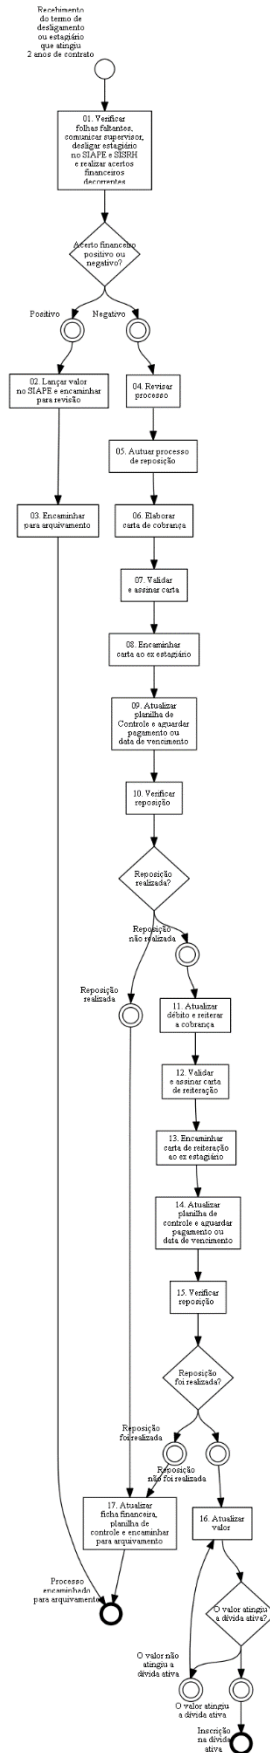 Recebimento
do termo de
desligamento
ou estagiário
que atingiu
2 anos de contrato
01. Verificar
folhas faltantes,
comunicar supervisor,
desligar estagiário
no SIAPE e SISRH
e realizar acertos
financeiros
decorrentes
Acerto financeiro
positivo ou
negativo?
Positivo
Negativo
02. Lançar valor
no SIAPE e encaminhar
para revisão
04. Revisar
processo
05. Autuar processo
de reposição
03. Encaminhar
para arquivamento
06. Elaborar
carta de cobrança
07. Validar
e assinar carta
08. Encaminhar
carta ao ex estagiário
09. Atualizar
planilha de
Controle e aguardar
pagamento ou
data de vencimento
10. Verificar
reposição
Reposição
realizada?
Reposição
não realizada
Reposição
realizada
11. Atualizar
débito e reiterar
a cobrança
12. Validar
e assinar carta
de reiteração
13. Encaminhar
carta de reiteração
ao ex estagiário
14. Atualizar
planilha de
controle e aguardar
pagamento ou
data de vencimento
15. Verificar
reposição
Reposição
foi realizada?
Reposição
foi realizada
Reposição
não foi realizada
17. Atualizar
ficha financeira,
planilha de
controle e encaminhar
para arquivamento
16. Atualizar
valor
Processo
encaminhado
para arquivamento
O valor atingiu
a dívida ativa?
O valor não
atingiu a
dívida ativa
O valor atingiu
a dívida ativa
Inscrição
na dívida
ativa